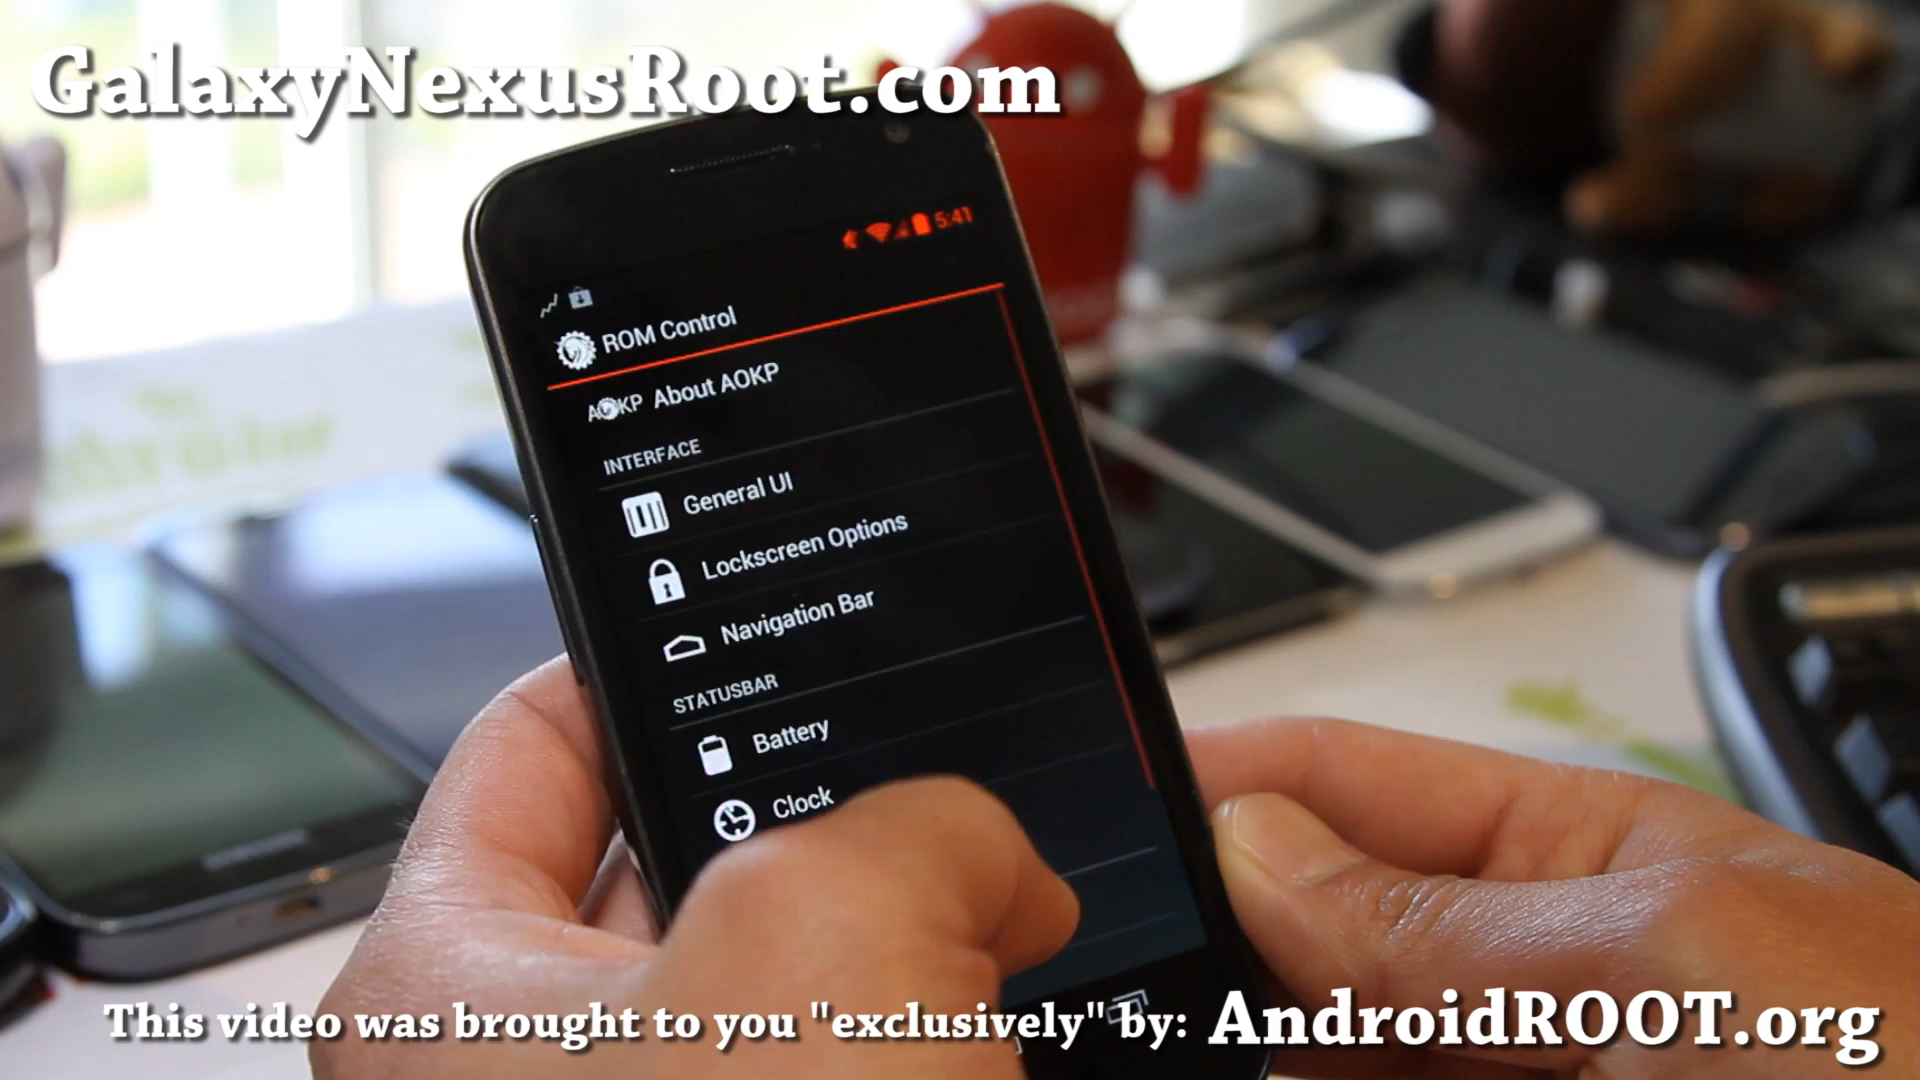 GalaxyNexusRoot.com
5:41
ROM Control
AOKP About AOKP
INTERFACE
General UI
Lockscreen Options
Navigation Bar
STATUSBAR
Battery
Clock
SAMSUNG
This video was brought to you "exclusively" by: AndroidROOT.org